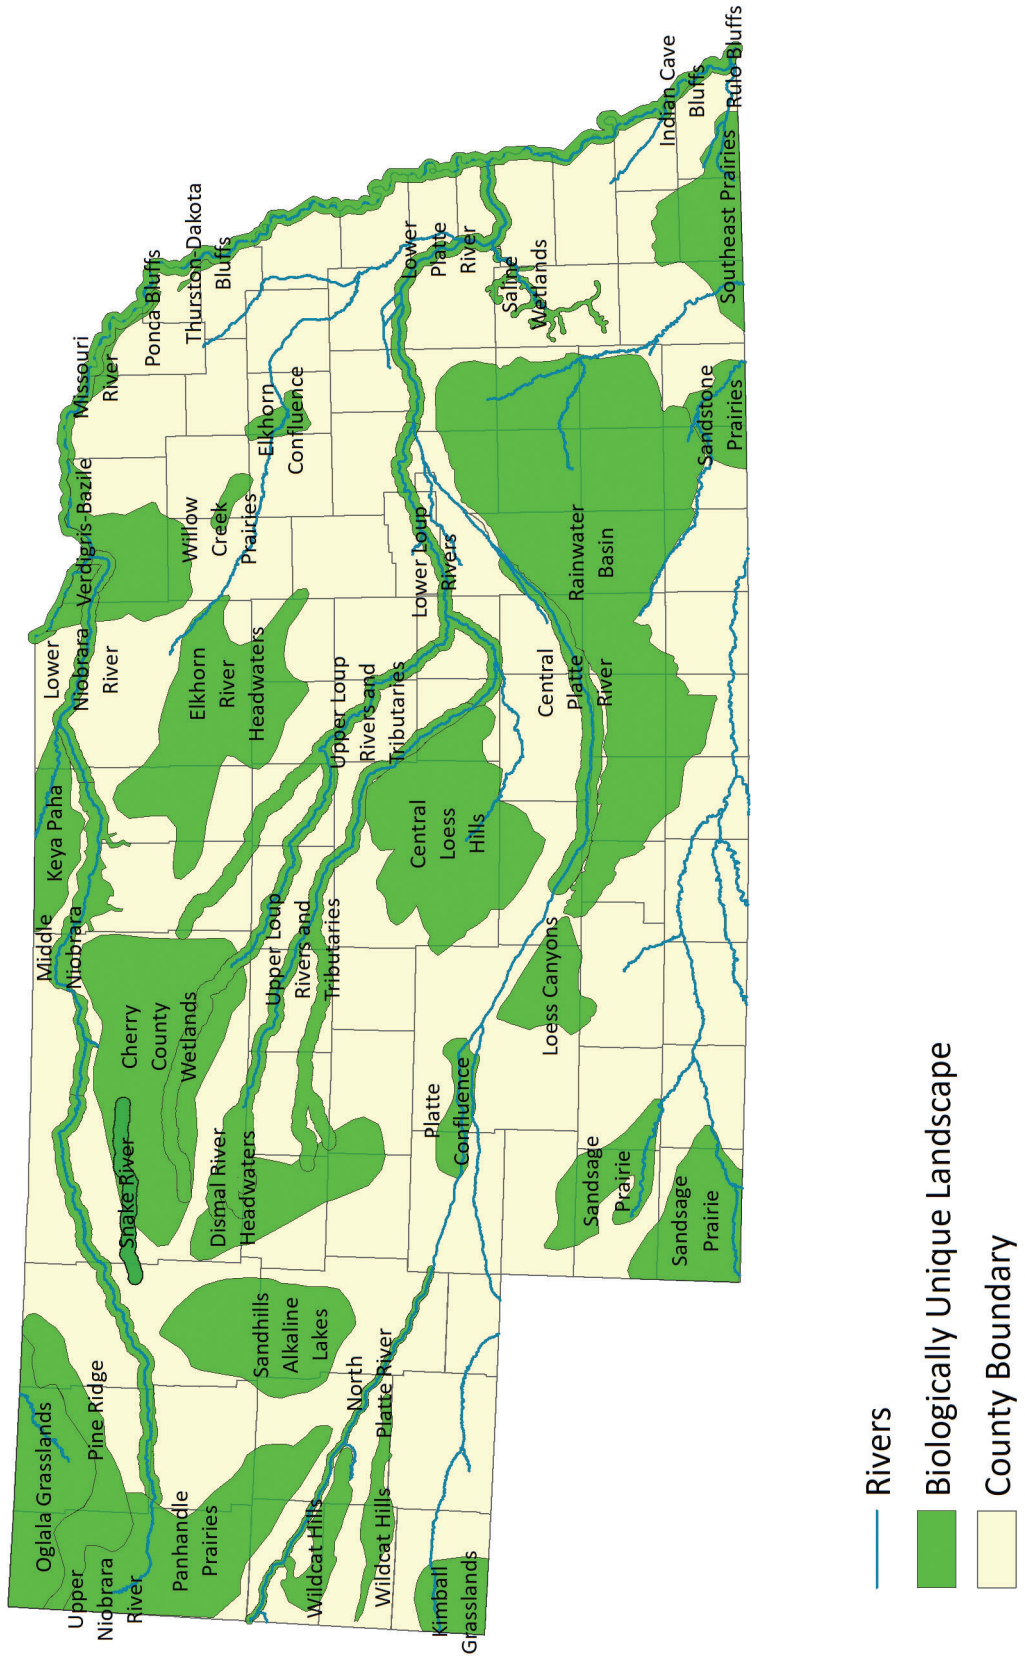 Oglala Grasslands
Pine Ridge
Upper
Niobrara
River
Panhandle
Prairies
Wildcat Hills
Wildcat Hills
Kimball
Grasslands
North
Platte River
Sandhills
Alkaline
Lakes
Snake River
Cherry
County
Wetlands
Dismal River
Headwaters
Middle
Niobrara
Keya Paha
Upper Loup
Rivers and
Tributaries
Upper Loup
Rivers and
Tributaries
Platte
Confluence
Sandsage
Prairie
Sandsage
Prairie
Loess Canyons
Central
Loess
Hills
Central
Platte
River
Rainwater
Basin
Lower
Niobrara
River
Verdigris-Bazile
Elkhorn
River
Headwaters
Willow
Creek
Prairies
Elkhorn
Confluence
Lower Loup
Rivers
Missouri
River
Ponca Bluffs
Thurston-Dakota
Bluffs
Lower
Platte
River
Saline
Wetlands
Sandstone
Prairies
Southeast Prairies
Indian Cave
Bluffs
Rulo Bluffs
Rivers
Biologically Unique Landscape
County Boundary